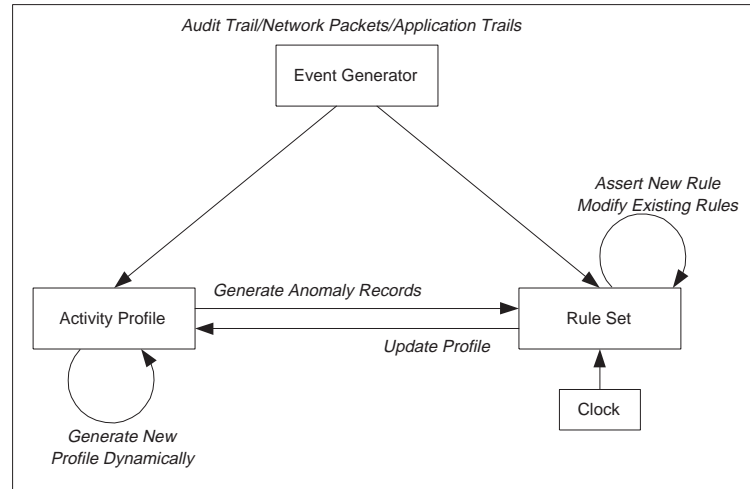 Audit Trail/Network Packets/Application Trails
Event Generator
Assert New Rule
Modify Existing Rules
Generate Anomaly Records
Activity Profile
Rule Set
Update Profile
Clock
Generate New
Profile Dynamically